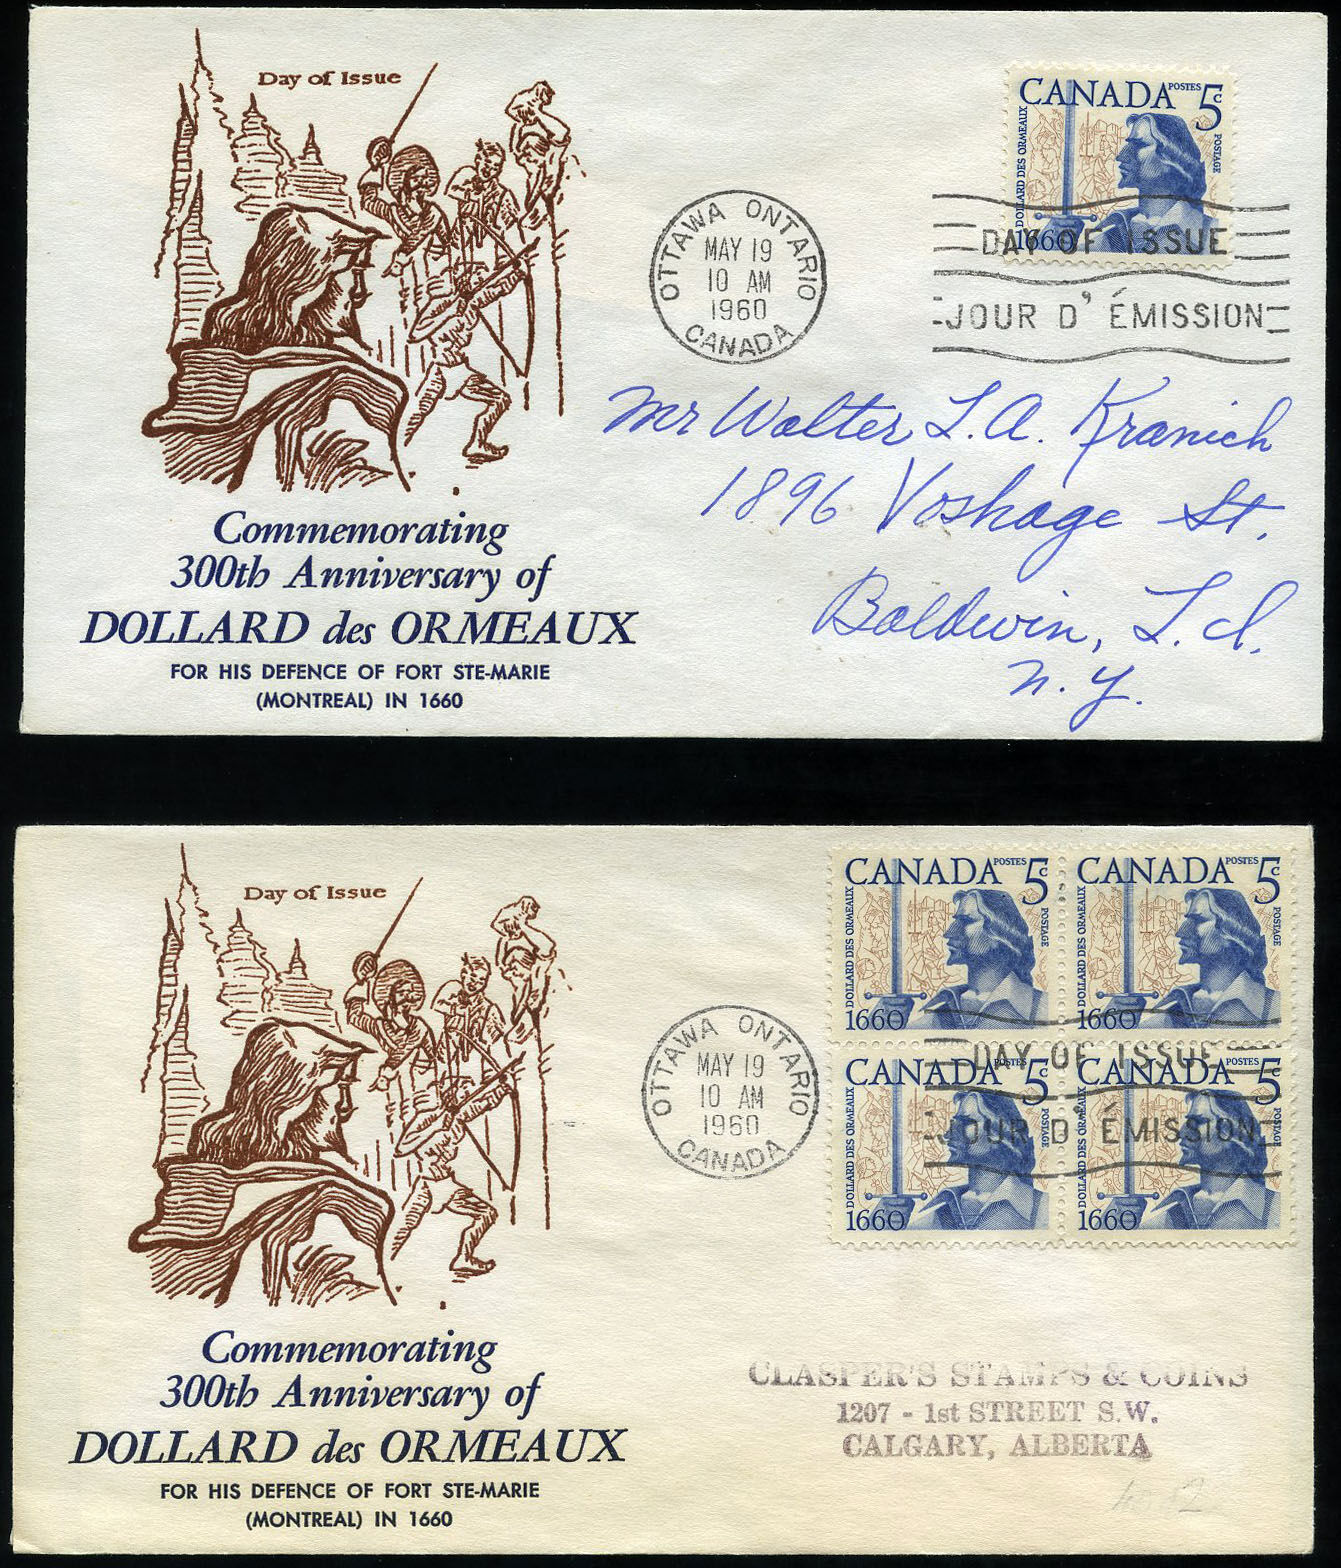 Day of Issue
CANADA POSTES 5c
DOLLARD DES ORMEAUX
POSTAGE
1660
OTTAWA ONTARIO
MAY 19
10 AM
1960
CANADA
DAY OF ISSUE
JOUR D' ÉMISSION
Mr Walter L.A. Kranich
1896 Voshage St.
Baldwin, L.I.
N.Y.
Commemorating
300th Anniversary of
DOLLARD des ORMEAUX
FOR HIS DEFENCE OF FORT STE-MARIE
(MONTREAL) IN 1660
Day of Issue
CANADA POSTES 5c
DOLLARD DES ORMEAUX
POSTAGE
1660
CANADA POSTES 5c
DOLLARD DES ORMEAUX
POSTAGE
1660
CANADA POSTES 5c
DOLLARD DES ORMEAUX
POSTAGE
1660
CANADA POSTES 5c
DOLLARD DES ORMEAUX
POSTAGE
1660
OTTAWA ONTARIO
MAY 19
10 AM
1960
CANADA
DAY OF ISSUE
JOUR D' ÉMISSION
Commemorating
300th Anniversary of
DOLLARD des ORMEAUX
FOR HIS DEFENCE OF FORT STE-MARIE
(MONTREAL) IN 1660
CLASPER'S STAMPS & COINS
1207 - 1st STREET S.W.
CALGARY, ALBERTA